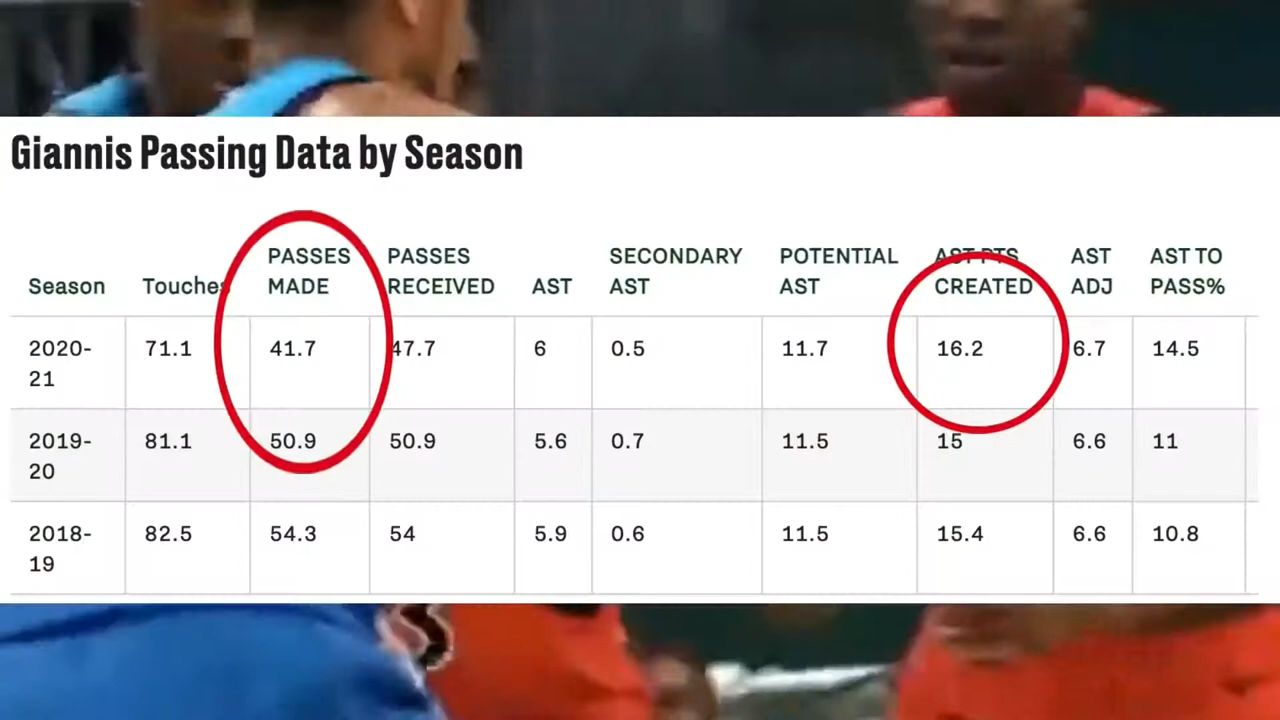 Giannis Passing Data by Season
Season Touches PASSES MADE PASSES RECEIVED AST SECONDARY AST POTENTIAL AST AST PTS CREATED AST ADJ AST TO PASS%
2020-21 71.1 41.7 47.7 6 0.5 11.7 16.2 6.7 14.5
2019-20 81.1 50.9 50.9 5.6 0.7 11.5 15 6.6 11
2018-19 82.5 54.3 54 5.9 0.6 11.5 15.4 6.6 10.8